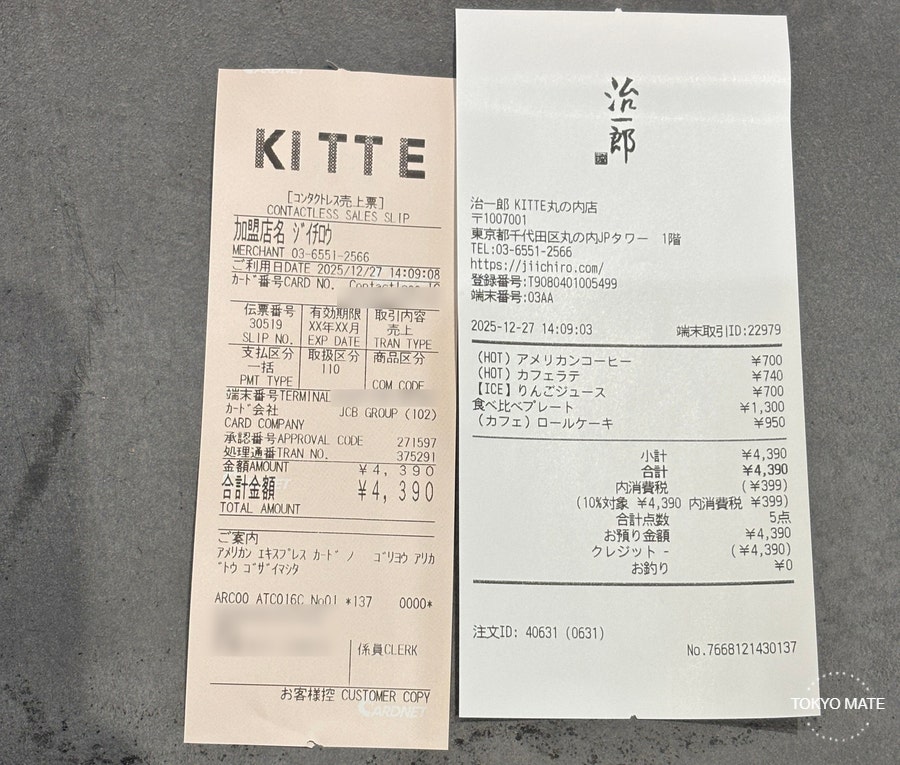 CARDNET
KITTE
[コンタクトレス売上票]
CONTACTLESS SALES SLIP
加盟店名 ｼﾞｲﾁﾛｳ
MERCHANT 03-6551-2566
ご利用日DATE 2025/12/27 14:09:08
ｶｰﾄﾞ番号CARD NO. Contactless IC
伝票番号 有効期限 取引内容
30519 XX年XX月 売上
SLIP NO. EXP DATE TRAN TYPE
支払区分 取扱区分 商品区分
一括 110
PMT TYPE COM CODE
端末番号TERMINAL
ｶｰﾄﾞ会社 JCB GROUP (102)
CARD COMPANY
承認番号APPROVAL CODE 271597
処理通番TRAN NO. 375291
金額AMOUNT ¥4,390
合計金額 ¥4,390
TOTAL AMOUNT
ご案内
ｱﾒﾘｶﾝ ｴｷｽﾌﾟﾚｽ ｶｰﾄﾞ ﾉ ｺﾞﾘﾖｳ ｱﾘｶﾞ
ﾞﾄｳ ｺﾞｻﾞｲﾏｼﾀ
ARC00 ATC016C No01 *137 0000*
係員CLERK
お客様控 CUSTOMER COPY
CARDNET
治一郎
治一郎 KITTE丸の内店
〒1007001
東京都千代田区丸の内JPタワー 1階
TEL:03-6551-2566
https://jiichiro.com/
登録番号:T9080401005499
端末番号:03AA
2025-12-27 14:09:03 端末取引ID:22979
(HOT) アメリカンコーヒー ¥700
(HOT) カフェラテ ¥740
【ICE】りんごジュース ¥700
食べ比べプレート ¥1,300
(カフェ) ロールケーキ ¥950
小計 ¥4,390
合計 ¥4,390
内消費税 (¥399)
(10%対象 ¥4,390 内消費税 ¥399)
合計点数 5点
お預り金額 ¥4,390
クレジット - (¥4,390)
お釣り ¥0
注文ID: 40631 (0631)
No.7668121430137
TOKYO MATE